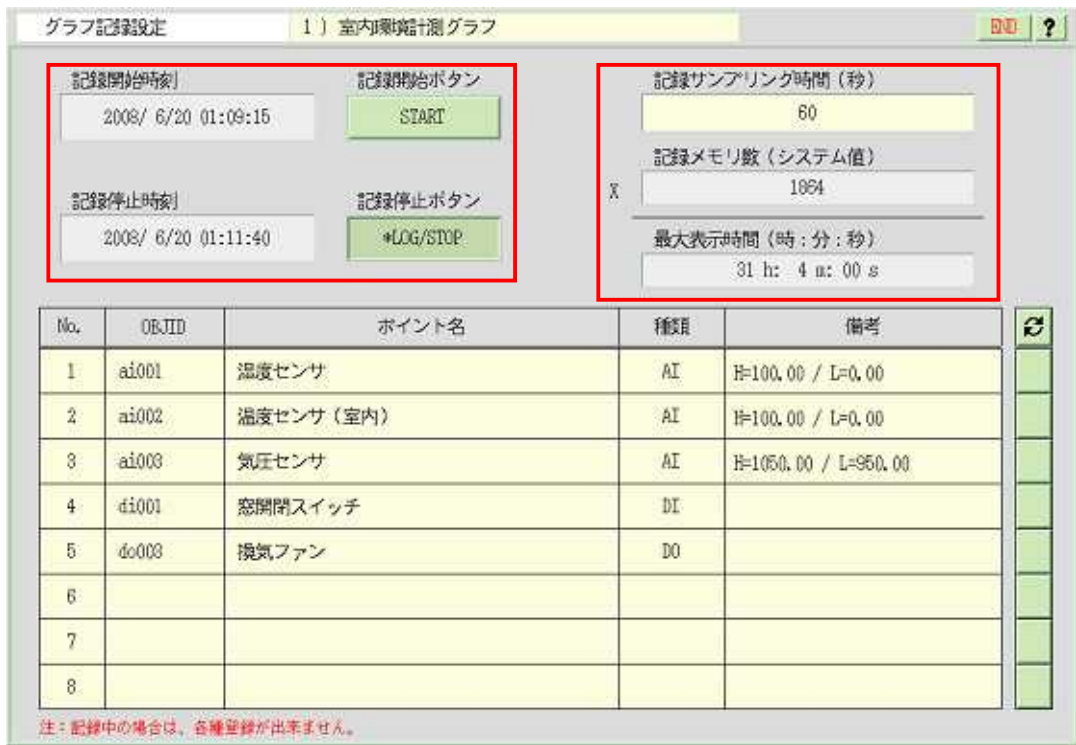 グラフ記録設定 1 ) 室内環境計測グラフ END ?
記録開始時刻 記録開始ボタン 記録サンプリング時間 (秒)
2008/ 6/20 01:09:15 START 60
記録メモリ数 (システム値)
X 1864
記録停止時刻 記録停止ボタン
2008/ 6/20 01:11:40 *LOG/STOP 最大表示時間 (時 : 分 : 秒)
31 h: 4 m: 00 s
No. OBJID ポイント名 種類 備考
1 ai001 温度センサ AI H=100.00 / L=0.00
2 ai002 温度センサ (室内) AI H=100.00 / L=0.00
3 ai003 気圧センサ AI H=1050.00 / L=950.00
4 di001 窓開閉スイッチ DI
5 do003 換気ファン DO
6
7
8
注：記録中の場合は、各種登録が出来ません。